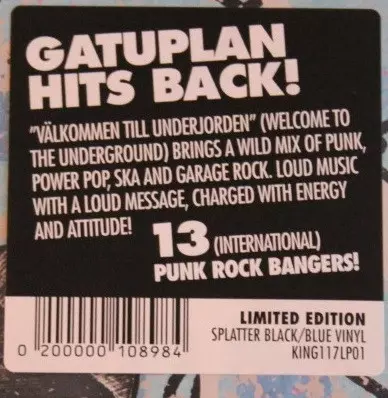 GATUPLAN
HITS BACK!
"VÄLKOMMEN TILL UNDERJORDEN" (WELCOME TO
THE UNDERGROUND) BRINGS A WILD MIX OF PUNK,
POWER POP, SKA AND GARAGE ROCK. LOUD MUSIC
WITH A LOUD MESSAGE, CHARGED WITH ENERGY
AND ATTITUDE!
13 (INTERNATIONAL)
PUNK ROCK BANGERS!
LIMITED EDITION
SPLATTER BLACK/BLUE VINYL
KING117LP01
0 200000 108984